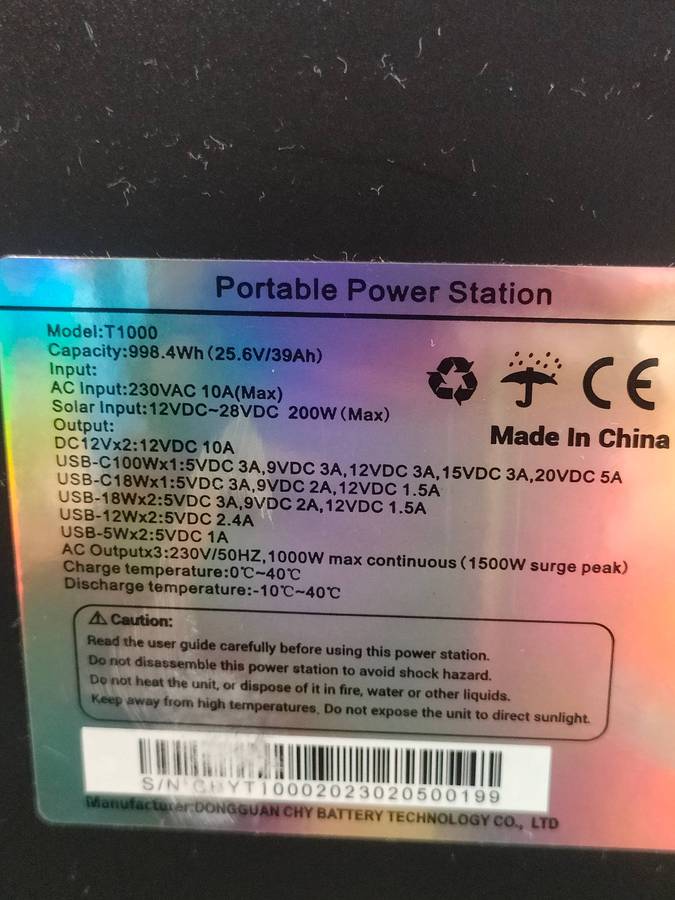 Portable Power Station
Model:T1000
Capacity:998.4Wh(25.6V/39Ah)
Input:
AC Input:230VAC 10A(Max)
Solar Input:12VDC~28VDC 200W(Max)
Output:
DC12Vx2:12VDC 10A
USB-C100Wx1:5VDC 3A,9VDC 3A,12VDC 3A,15VDC 3A,20VDC 5A
USB-C18Wx1:5VDC 3A,9VDC 2A,12VDC 1.5A
USB-18Wx2:5VDC 3A,9VDC 2A,12VDC 1.5A
USB-12Wx2:5VDC 2.4A
USB-5Wx2:5VDC 1A
AC Outputx3:230V/50HZ,1000W max continuous(1500W surge peak)
Charge temperature:0℃~40℃
Discharge temperature:-10℃~40℃
CE
Made In China
Caution:
Read the user guide carefully before using this power station.
Do not disassemble this power station to avoid shock hazard.
Do not heat the unit, or dispose of it in fire, water or other liquids.
Keep away from high temperatures. Do not expose the unit to direct sunlight.
S/N
Manufacturer:DONGGUAN CHY BATTERY TECHNOLOGY CO., LTD